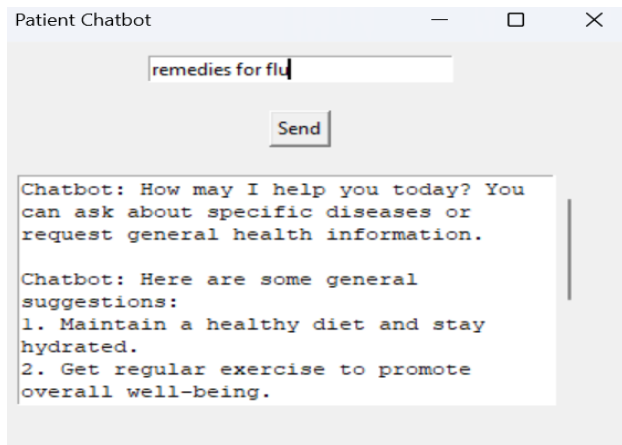 Patient Chatbot
remedies for flu
Send
Chatbot: How may I help you today? You
can ask about specific diseases or
request general health information.
Chatbot: Here are some general
suggestions:
1. Maintain a healthy diet and stay
hydrated.
2. Get regular exercise to promote
overall well-being.